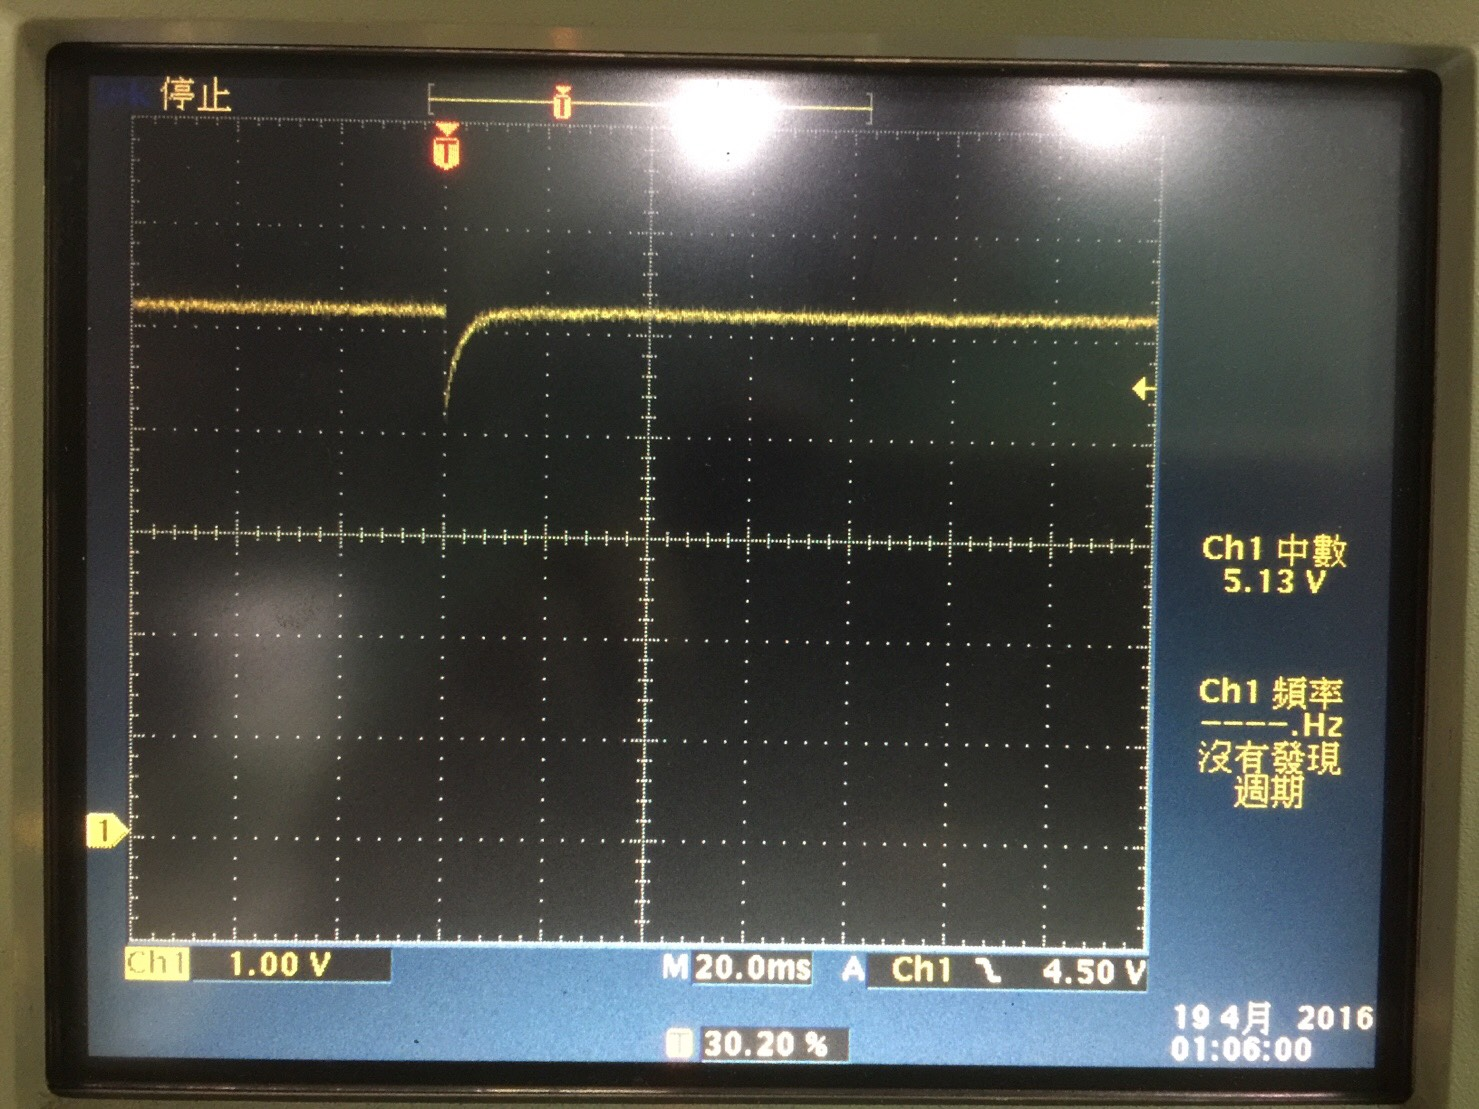 停止
T
T
Ch1 中數
5.13 V
Ch1 頻率
----.Hz
沒有發現
週期
1
Ch1 1.00 V M 20.0ms A Ch1 4.50 V
T 30.20 %
19 4月 2016
01:06:00